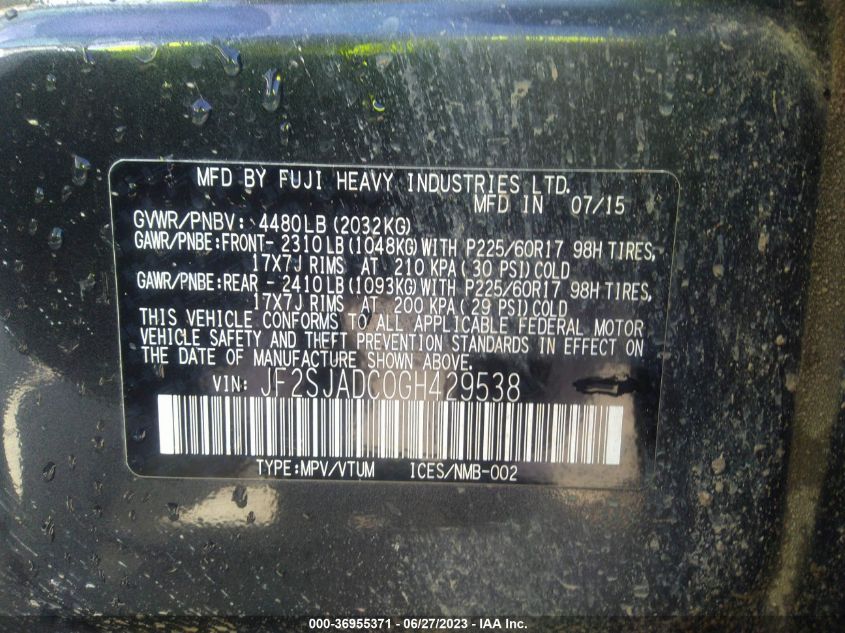 MFD BY FUJI HEAVY INDUSTRIES LTD.
MFD IN 07/15
GVWR/PNBV: 4480LB (2032KG)
GAWR/PNBE:FRONT- 2310LB (1048KG) WITH P225/60R17 98H TIRES,
17X7J RIMS AT 210 KPA ( 30 PSI) COLD
GAWR/PNBE:REAR - 2410LB (1093KG) WITH P225/60R17 98H TIRES,
17X7J RIMS AT 200 KPA ( 29 PSI) COLD
THIS VEHICLE CONFORMS TO ALL APPLICABLE FEDERAL MOTOR
VEHICLE SAFETY AND THEFT PREVENTION STANDARDS IN EFFECT ON
THE DATE OF MANUFACTURE SHOWN ABOVE.
VIN: JF2SJADC0GH429538
TYPE:MPV/VTUM ICES/NMB-002
000-36955371 - 06/27/2023 - IAA Inc.